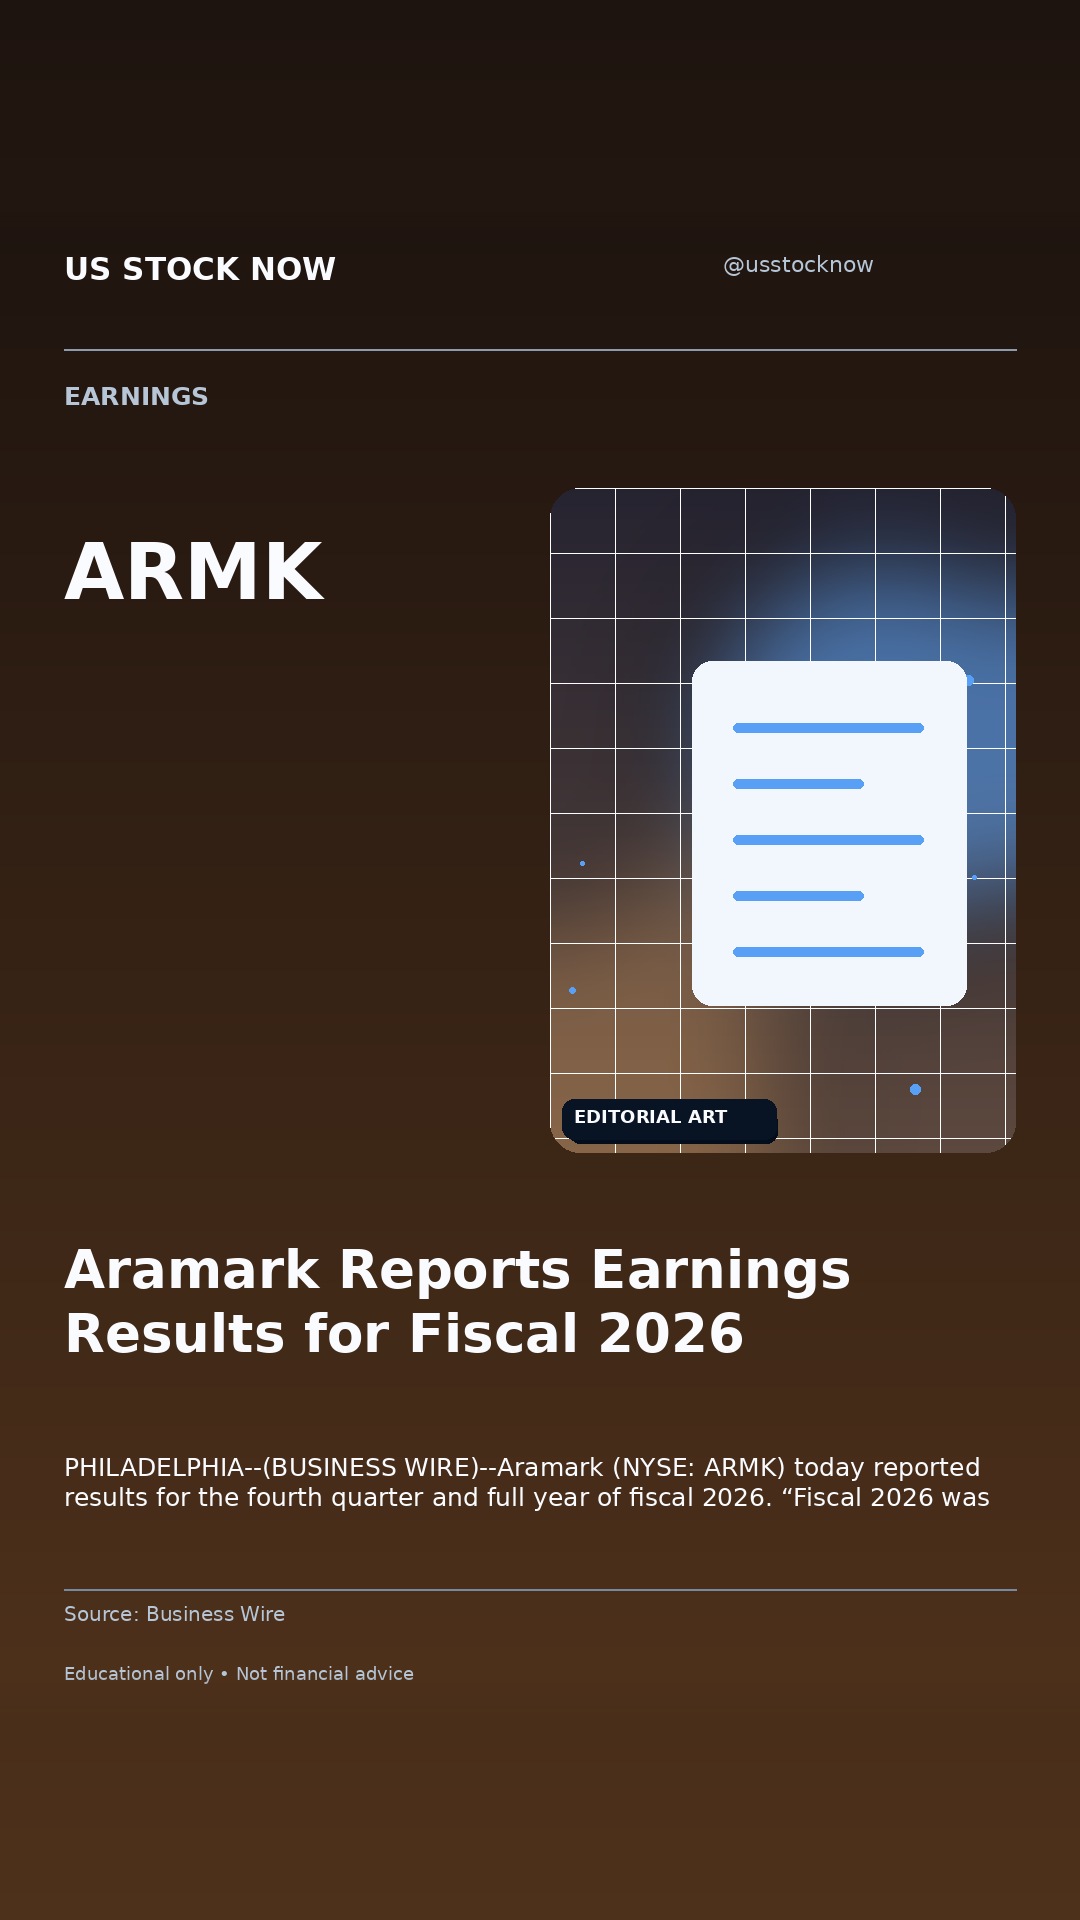 US STOCK NOW
@usstocknow
EARNINGS
ARMK
EDITORIAL ART
Aramark Reports Earnings
Results for Fiscal 2026
PHILADELPHIA--(BUSINESS WIRE)--Aramark (NYSE: ARMK) today reported
results for the fourth quarter and full year of fiscal 2026. “Fiscal 2026 was
Source: Business Wire
Educational only • Not financial advice